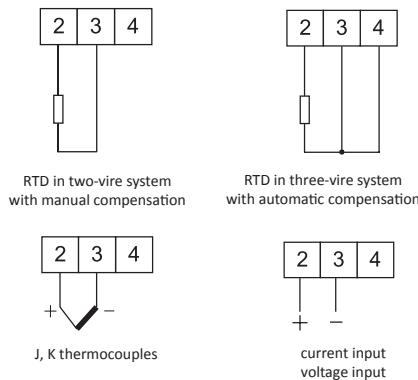 2 3 4
2 3 4
RTD in two-vire system
with manual compensation
RTD in three-vire system
with automatic compensation
2 3 4
+ −
J, K thermocouples
2 3 4
+ −
current input
voltage input